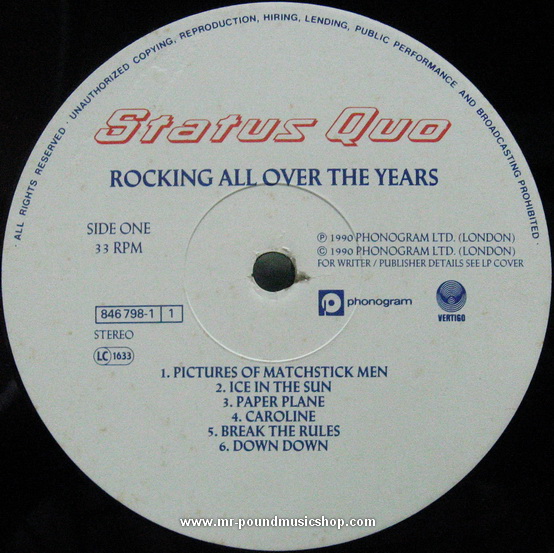 ALL RIGHTS RESERVED · UNAUTHORIZED COPYING, REPRODUCTION, HIRING, LENDING, PUBLIC PERFORMANCE AND BROADCASTING PROHIBITED ·
Status Quo
ROCKING ALL OVER THE YEARS
SIDE ONE
33 RPM
℗ 1990 PHONOGRAM LTD. (LONDON)
© 1990 PHONOGRAM LTD. (LONDON)
FOR WRITER / PUBLISHER DETAILS SEE LP COVER
p phonogram
VERTIGO
846 798-1 1
STEREO
LC 1633
1. PICTURES OF MATCHSTICK MEN
2. ICE IN THE SUN
3. PAPER PLANE
4. CAROLINE
5. BREAK THE RULES
6. DOWN DOWN
www.mr-poundmusicshop.com